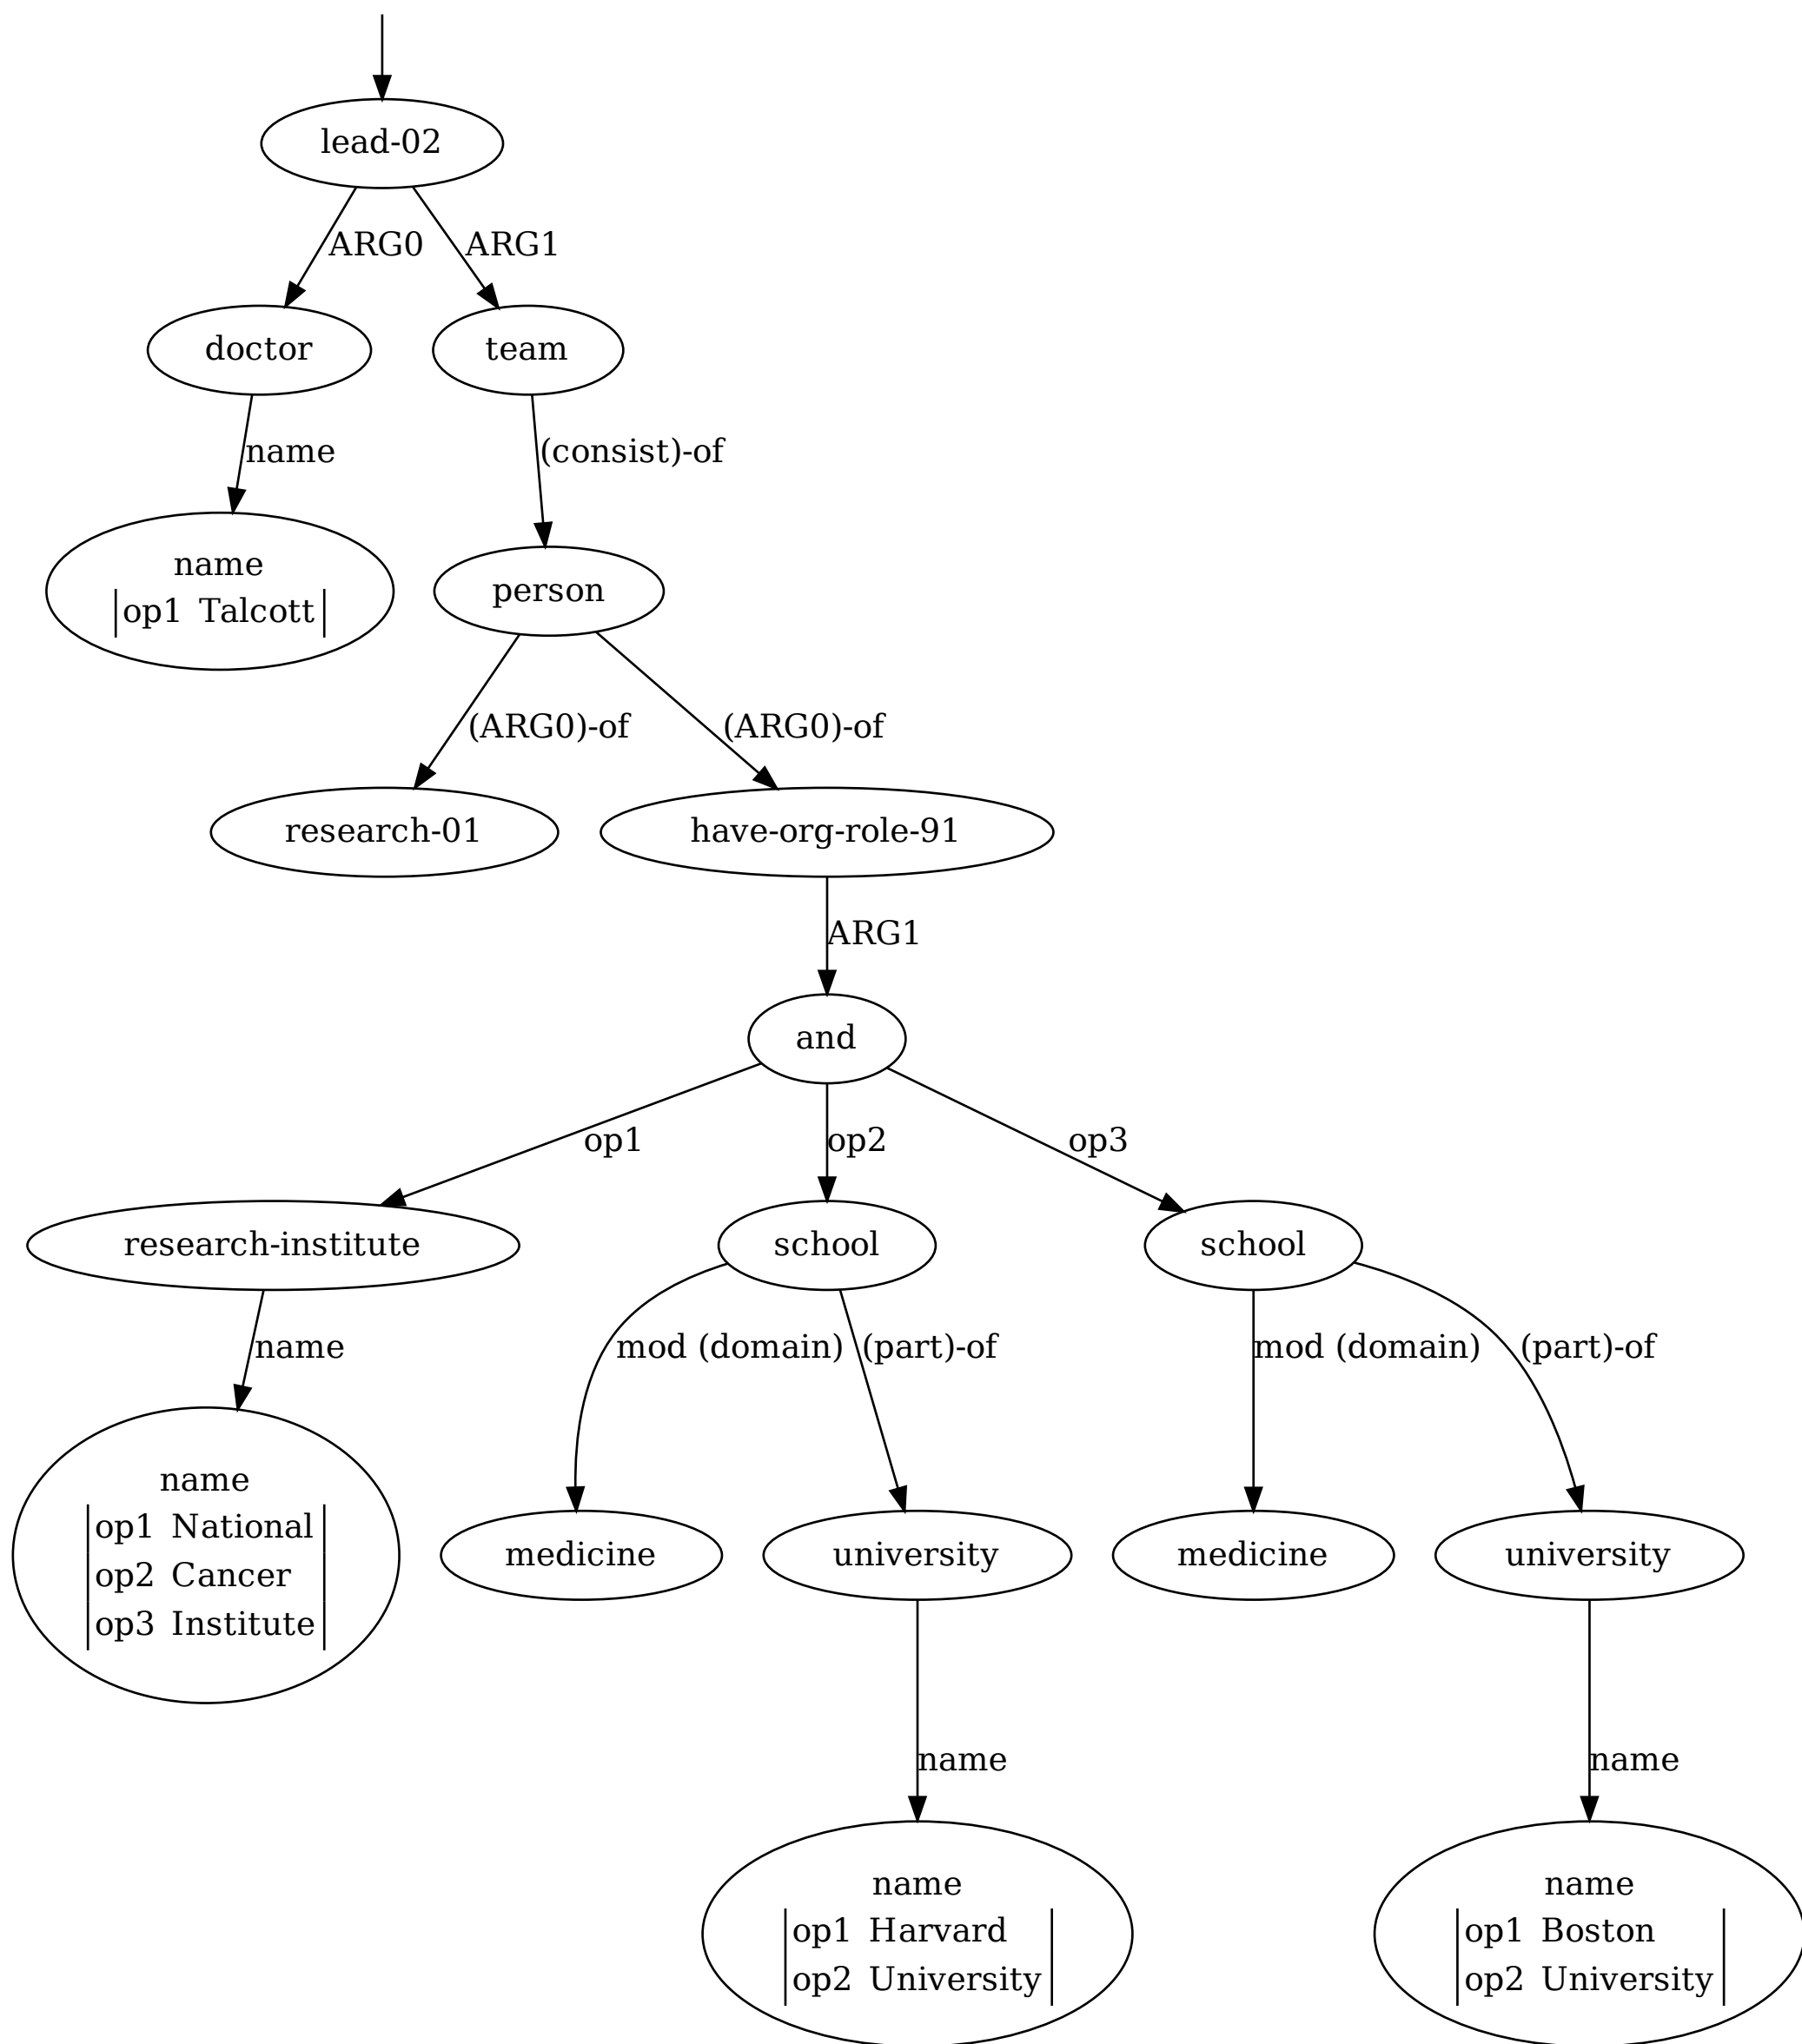 lead-02
ARG0 ARG1
doctor team
name (consist)-of
name
op1 Talcott
person
(ARG0)-of (ARG0)-of
research-01 have-org-role-91
ARG1
and
op1 op2 op3
research-institute school school
name mod (domain) (part)-of mod (domain) (part)-of
name
op1 National
op2 Cancer
op3 Institute
medicine university medicine university
name name
name
op1 Harvard
op2 University
name
op1 Boston
op2 University